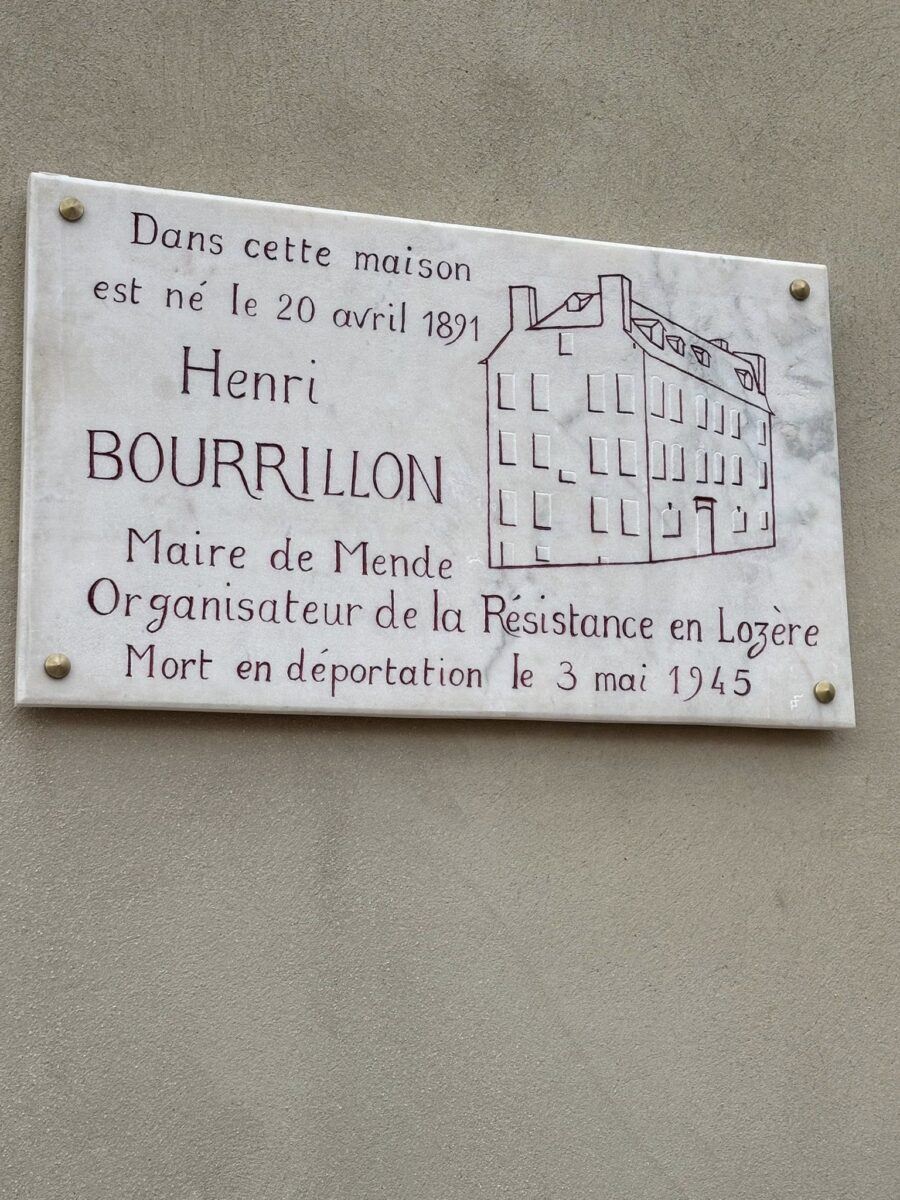 Dans cette maison
est né le 20 avril 1891
Henri
BOURRILLON
Maire de Mende
Organisateur de la Résistance en Lozère
Mort en déportation le 3 mai 1945